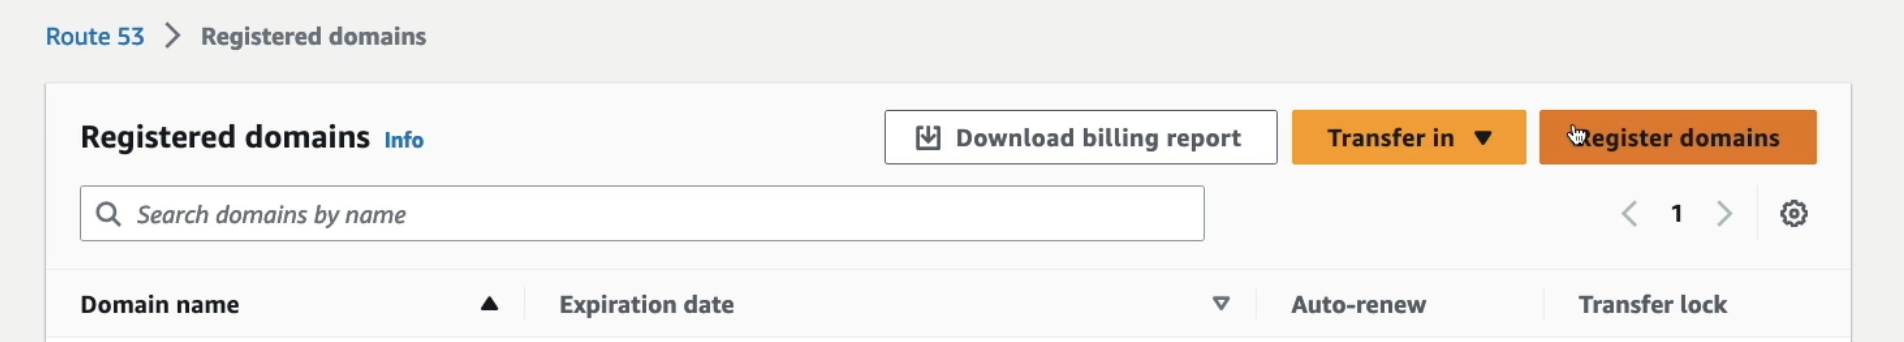 Route 53 > Registered domains
Registered domains Info
Download billing report
Transfer in
Register domains
Search domains by name
1
Domain name Expiration date Auto-renew Transfer lock